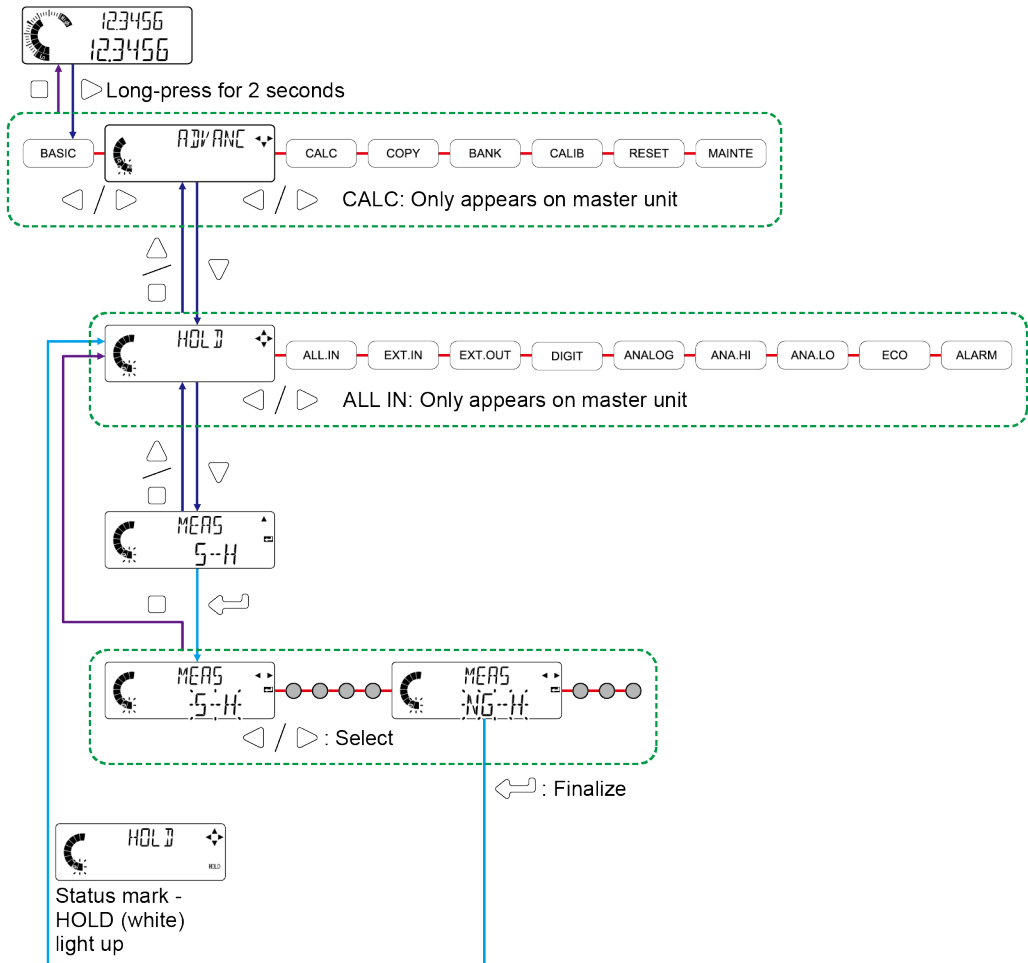 12.3456
12.3456
Long-press for 2 seconds
BASIC ADVANC CALC COPY BANK CALIB RESET MAINTE
/ / CALC: Only appears on master unit
/
HOLD
ALL.IN EXT.IN EXT.OUT DIGIT ANALOG ANA.HI ANA.LO ECO ALARM
/ ALL IN: Only appears on master unit
/
MEAS
S-H
MEAS MEAS
S-H NG-H
/ : Select
: Finalize
HOLD
HOLD
Status mark -
HOLD (white)
light up